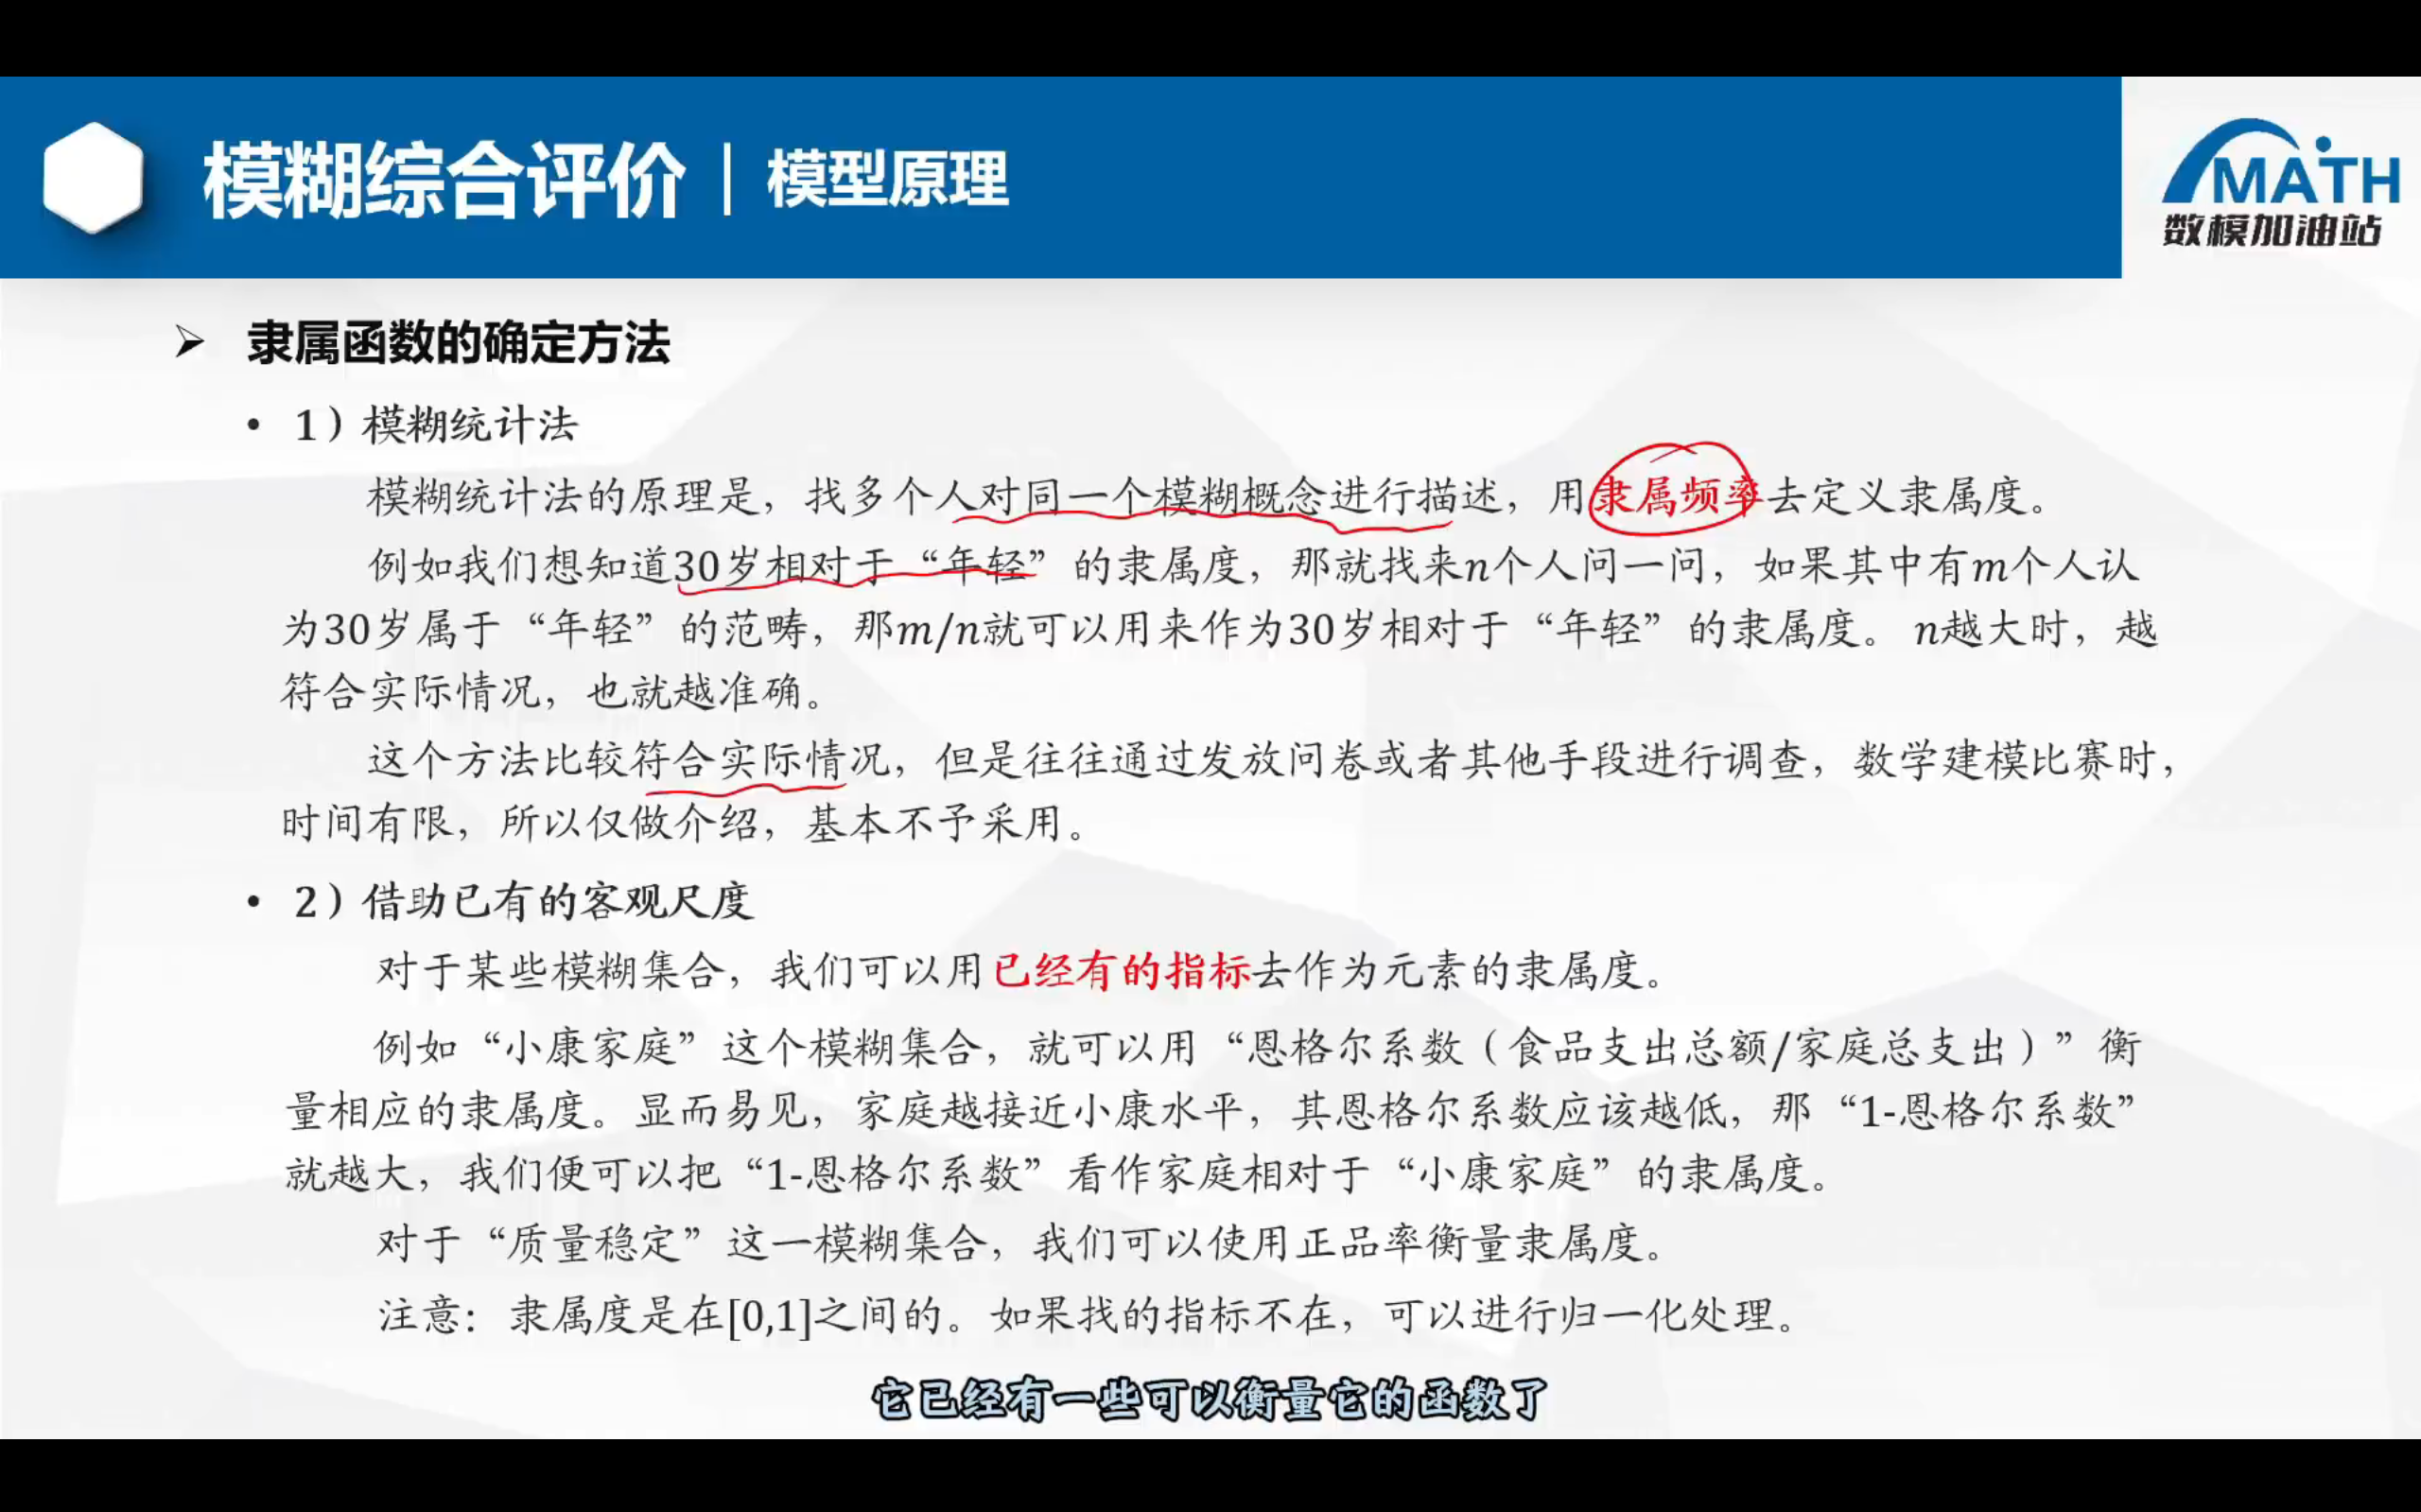 模糊综合评价｜模型原理
MATH
数模加油站
隶属函数的确定方法
• 1）模糊统计法
模糊统计法的原理是，找多个人对同一个模糊概念进行描述，用隶属频率去定义隶属度。
例如我们想知道30岁相对于“年轻”的隶属度，那就找来n个人问一问，如果其中有m个人认
为30岁属于“年轻”的范畴，那m/n就可以用来作为30岁相对于“年轻”的隶属度。n越大时，越
符合实际情况，也就越准确。
这个方法比较符合实际情况，但是往往通过发放问卷或者其他手段进行调查，数学建模比赛时，
时间有限，所以仅做介绍，基本不予采用。
• 2）借助已有的客观尺度
对于某些模糊集合，我们可以用已经有的指标去作为元素的隶属度。
例如“小康家庭”这个模糊集合，就可以用“恩格尔系数（食品支出总额/家庭总支出）”衡
量相应的隶属度。显而易见，家庭越接近小康水平，其恩格尔系数应该越低，那“1-恩格尔系数”
就越大，我们便可以把“1-恩格尔系数”看作家庭相对于“小康家庭”的隶属度。
对于“质量稳定”这一模糊集合，我们可以使用正品率衡量隶属度。
注意：隶属度是在[0,1]之间的。如果找的指标不在，可以进行归一化处理。
它已经有一些可以衡量它的函数了